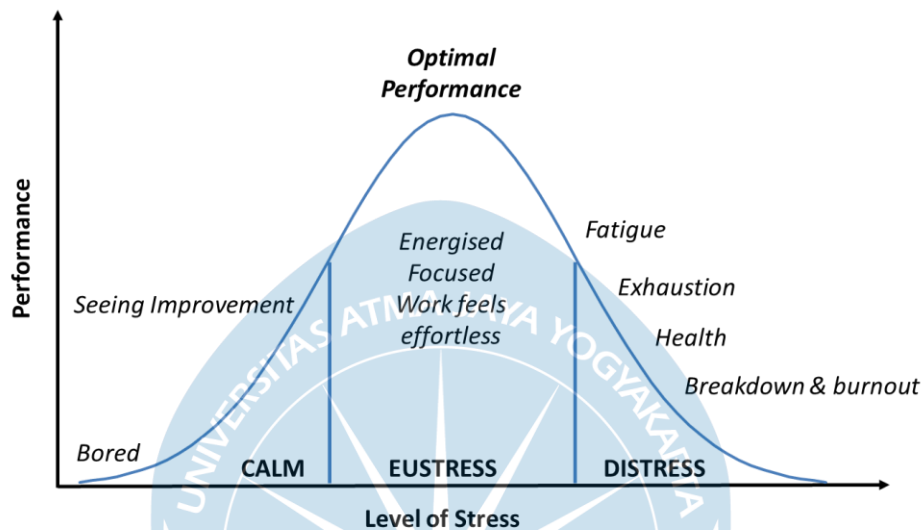 Optimal
Performance
Performance
Fatigue
Energised
Focused
Work feels
effortless
Seeing Improvement
Exhaustion
Health
Breakdown & burnout
Bored
CALM
EUSTRESS
DISTRESS
Level of Stress
UNIVERSITAS ATMA JAYA YOGYAKARTA